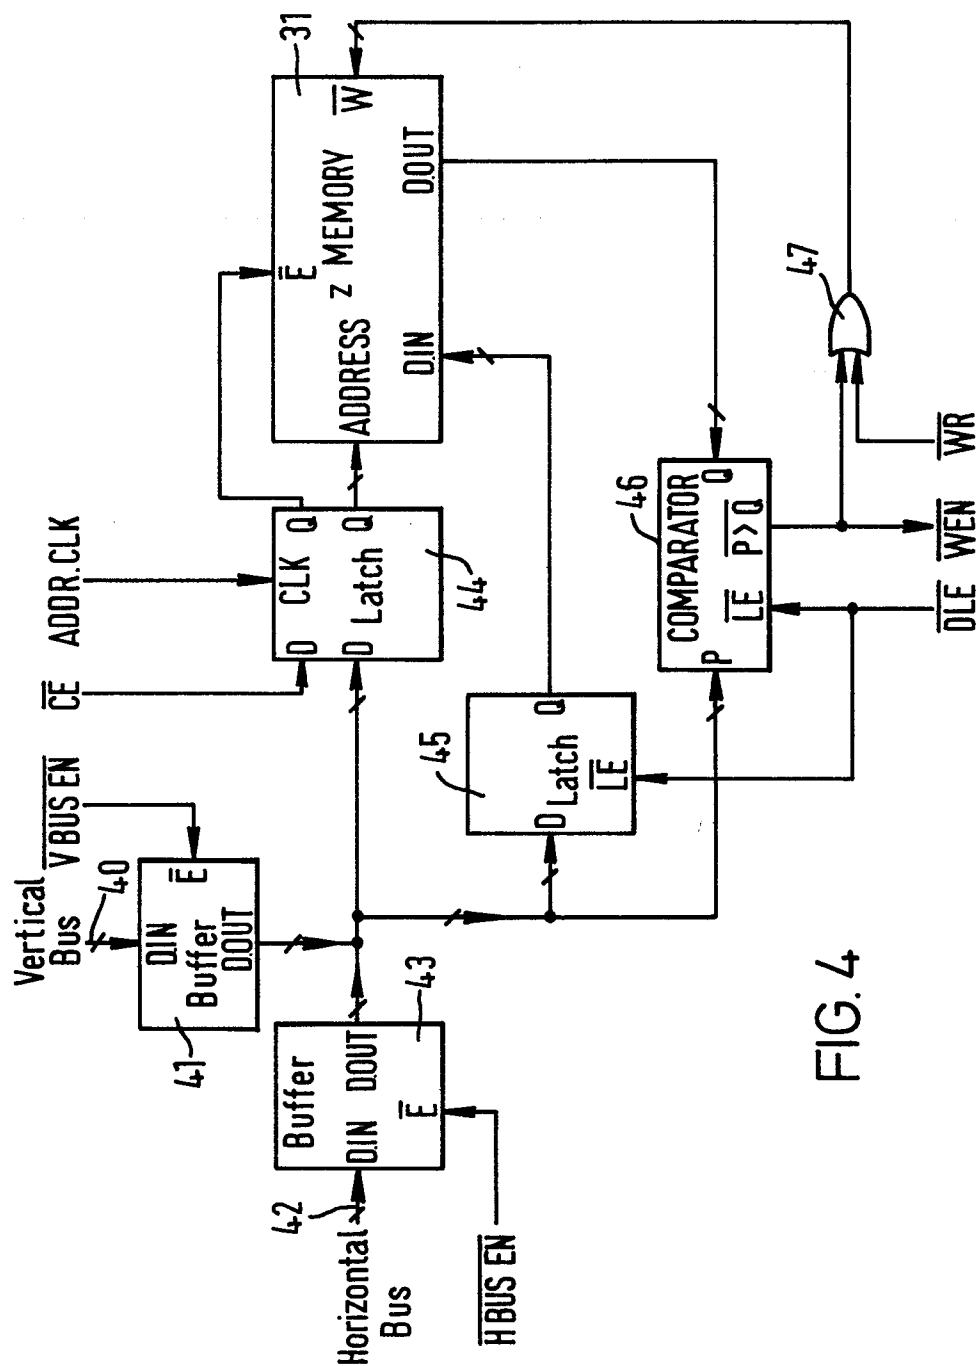 Vertical
Bus
40
V BUS EN
CE
ADDR. CLK
D.IN
Buffer
D.OUT
E
41
Horizontal
Bus
42
Buffer
D.IN D.OUT
E
43
H BUS EN
D CLK Q
D Latch Q
44
E
Z MEMORY
ADDRESS
W
D.IN
D.OUT
31
D Latch Q
LE
45
COMPARATOR
P
Q
LE
P>Q
46
47
DLE
WEN
WR
FIG. 4